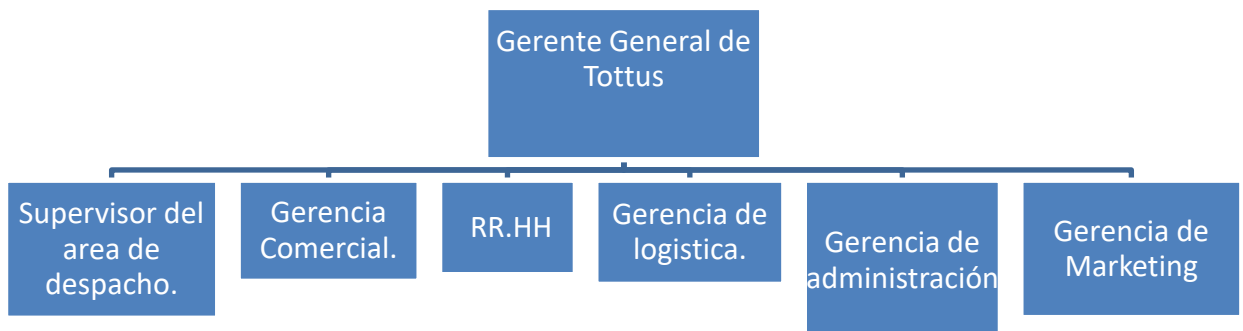 Gerente General de
Tottus
Supervisor del
area de
despacho.
Gerencia
Comercial.
RR.HH
Gerencia de
logistica.
Gerencia de
administración
Gerencia de
Marketing